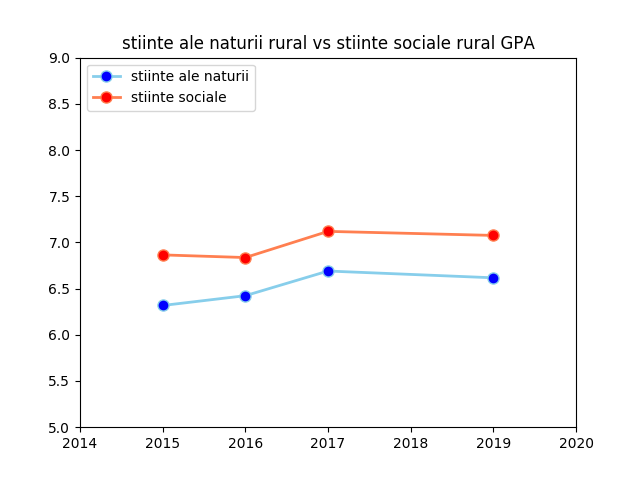 stiinte ale naturii rural vs stiinte sociale rural GPA
9.0
stiinte ale naturii
stiinte sociale
8.5
8.0
7.5
7.0
6.5
6.0
5.5
5.0
2014 2015 2016 2017 2018 2019 2020